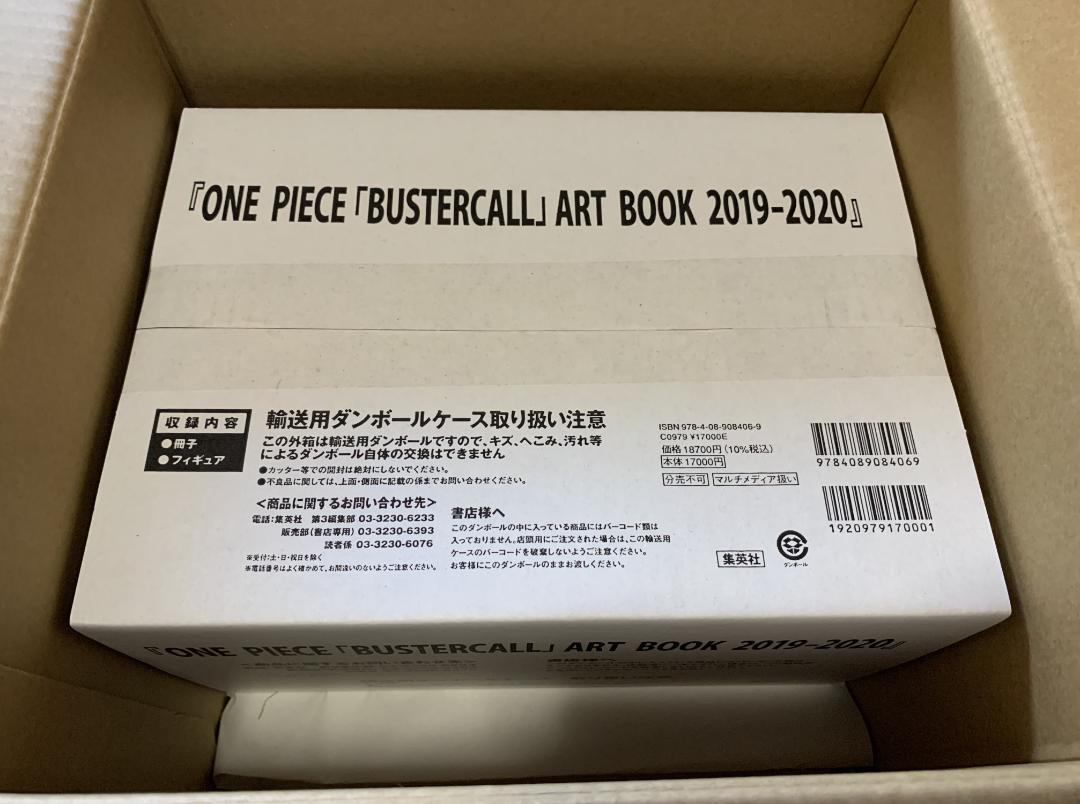 『ONE PIECE「BUSTERCALL」ART BOOK 2019-2020』
収録内容
●冊子
●フィギュア
輸送用ダンボールケース取り扱い注意
この外箱は輸送用ダンボールですので、キズ、へこみ、汚れ等
によるダンボール自体の交換はできません
●カッター等での開封は絶対にしないでください。
●不良品に関しては、上面・側面に記載の係までお問い合わせください。
<商品に関するお問い合わせ先>
電話:集英社 第3編集部 03-3230-6233
販売部(書店専用) 03-3230-6393
読者係 03-3230-6076
※受付:土・日・祝日を除く
※電話番号はよく確かめて、お間違いのないようご注意ください。
書店様へ
このダンボールの中に入っている商品にはバーコード類は
入っておりません。店頭用にご注文された場合は、この輸送用
ケースのバーコードを破棄しないようご注意ください。
お客様にこのダンボールのままお渡しください。
ISBN 978-4-08-908406-9
C0979 ¥17000E
価格 18700円(10%税込)
本体 17000円
分売不可 マルチメディア扱い
9784089084069
1920979170001
集英社
ダンボール
『ONE PIECE「BUSTERCALL」ART BOOK 2019-2020』